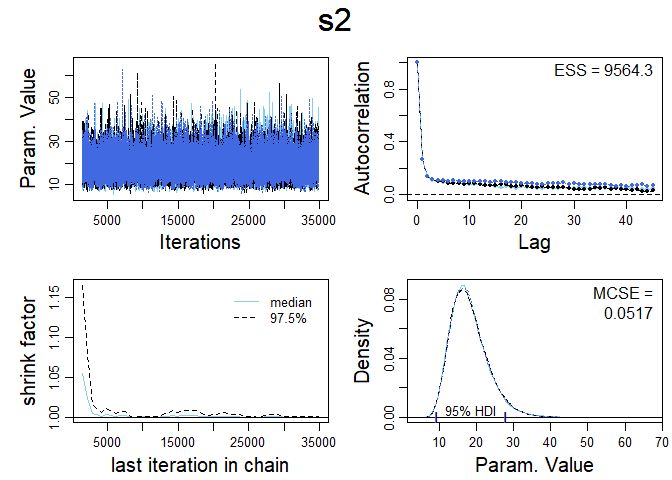 s2
Param. Value
10
30
50
5000
15000
25000
35000
Iterations
Autocorrelation
0.0
0.4
0.8
ESS = 9564.3
0
10
20
30
40
Lag
shrink factor
1.00
1.05
1.10
1.15
median
97.5%
5000
15000
25000
35000
last iteration in chain
Density
0.00
0.04
0.08
MCSE =
0.0517
95% HDI
10
20
30
40
50
60
70
Param. Value